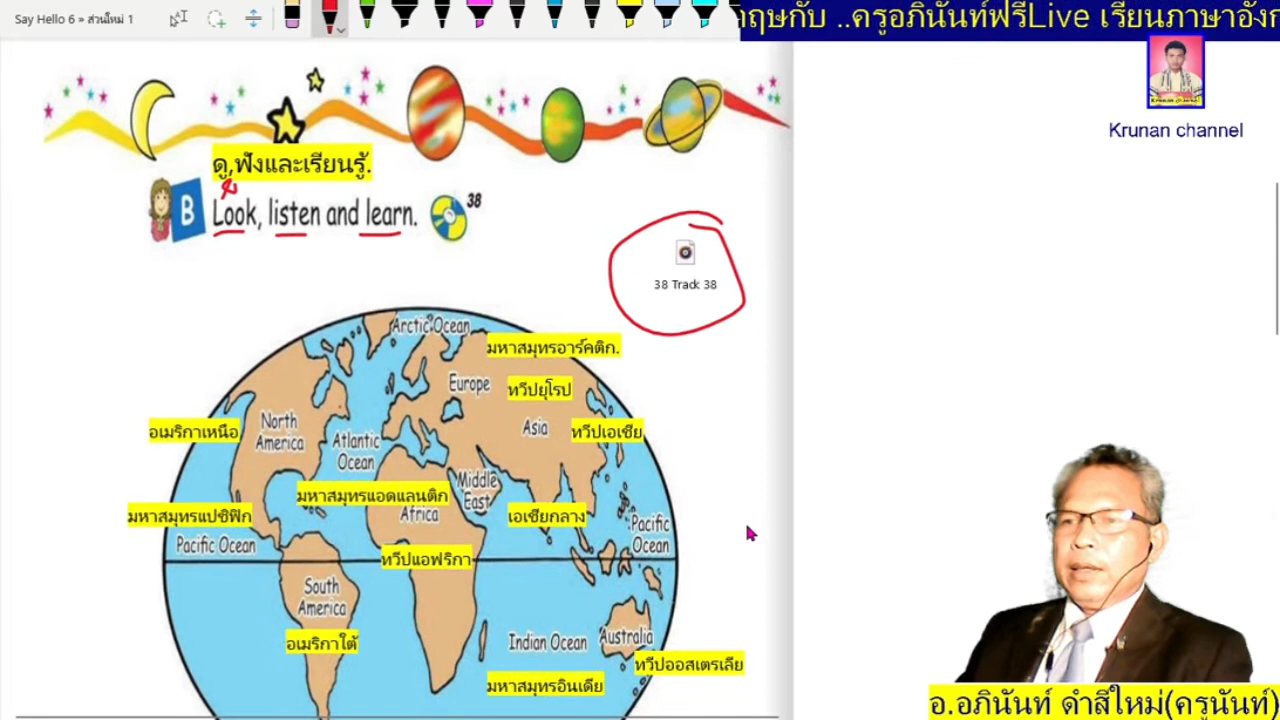 Say Hello 6 » ส่วนใหม่ 1
ฤษกับ ..ครูอภินันท์ฟรีLive เรียนภาษาอัง
Krunan channel
ดู,ฟังและเรียนรู้.
B Look, listen and learn. 38
38 Track 38
Arctic Ocean
มหาสมุทรอาร์คติก.
Europe
ทวีปยุโรป
North America
อเมริกาเหนือ
Atlantic Ocean
Asia
ทวีปเอเซีย
มหาสมุทรแอดแลนติก
Middle East
เอเซียกลาง
Africa
มหาสมุทรแปซิฟิก
Pacific Ocean
Pacific Ocean
ทวีปแอฟริกา
South America
อเมริกาใต้
Indian Ocean
Australia
ทวีปออสเตรเลีย
มหาสมุทรอินเดีย
อ.อภินันท์ ดำสีใหม่(ครูนันท์)